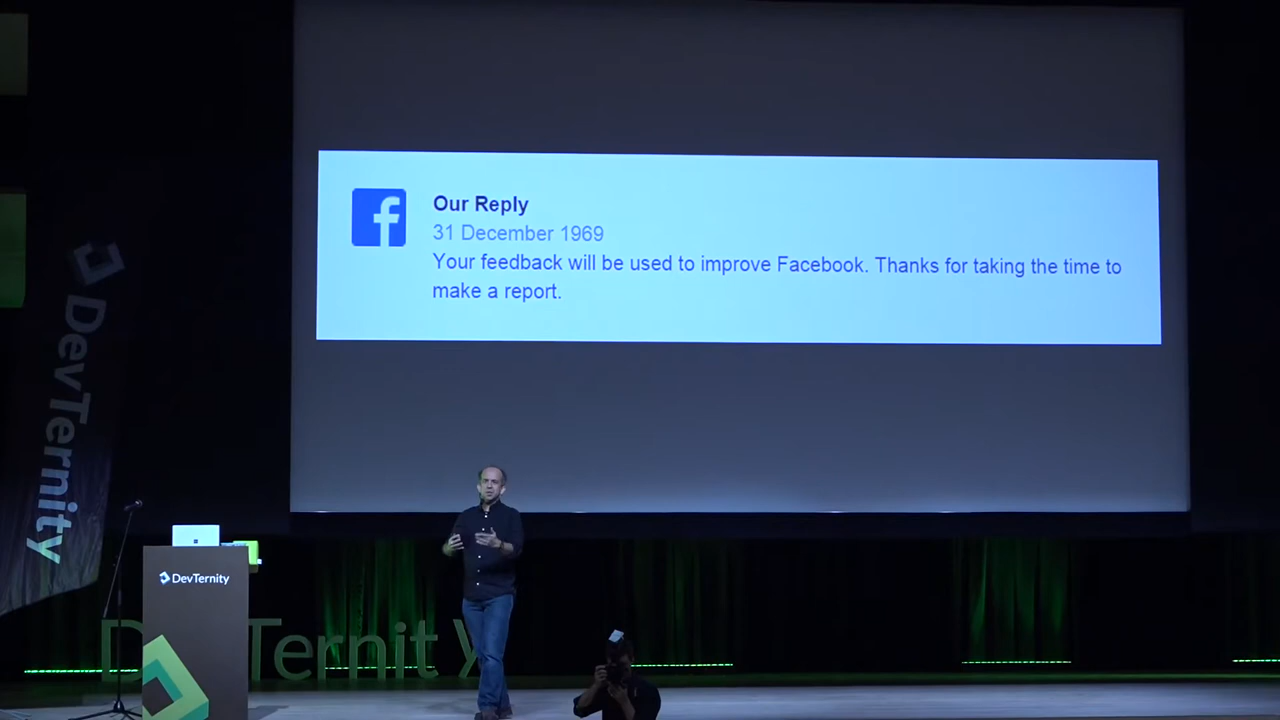 Our Reply
31 December 1969
Your feedback will be used to improve Facebook. Thanks for taking the time to
make a report.
DevTernity
DevTernity
DevTernit